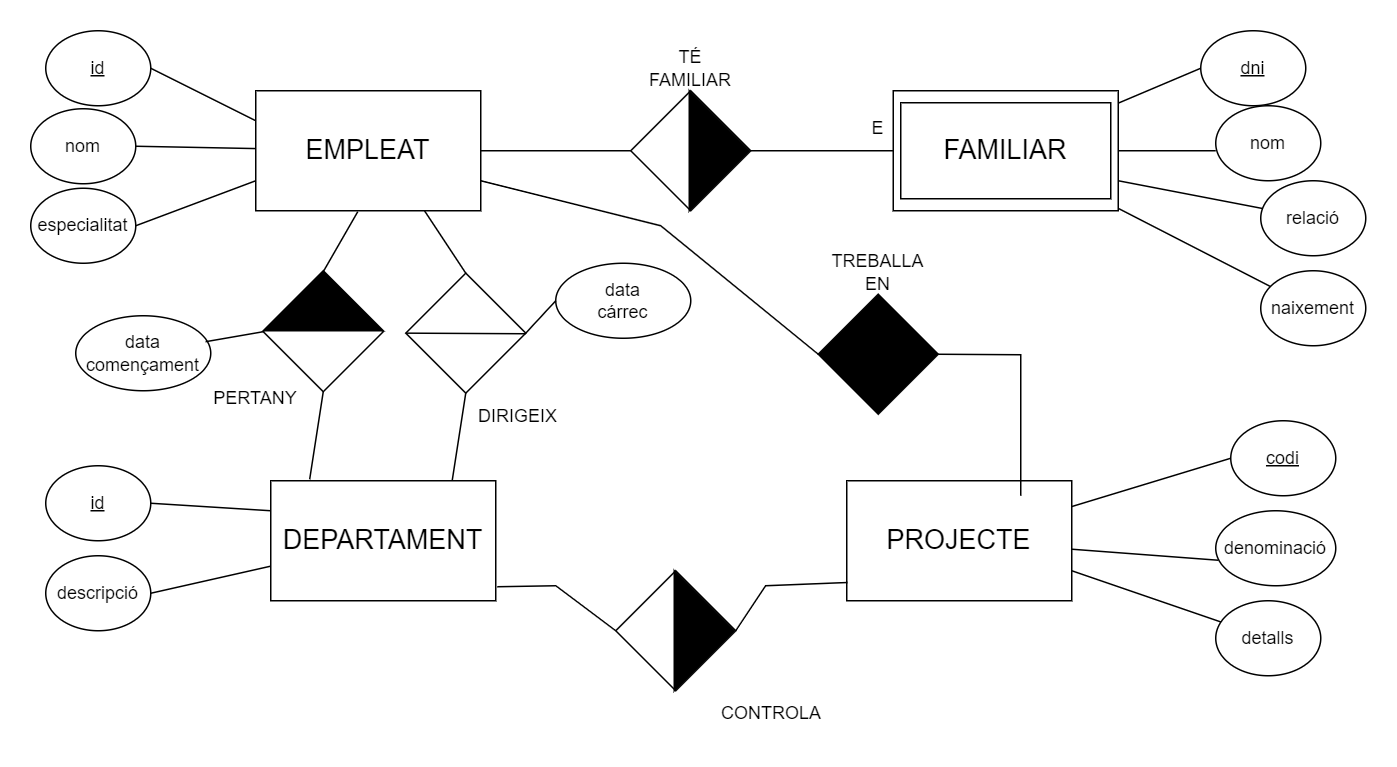 id
nom
especialitat
EMPLEAT
TÉ
FAMILIAR
E
FAMILIAR
dni
nom
relació
naixement
data
començament
PERTANY
data
cárrec
DIRIGEIX
TREBALLA
EN
id
descripció
DEPARTAMENT
CONTROLA
PROJECTE
codi
denominació
detalls